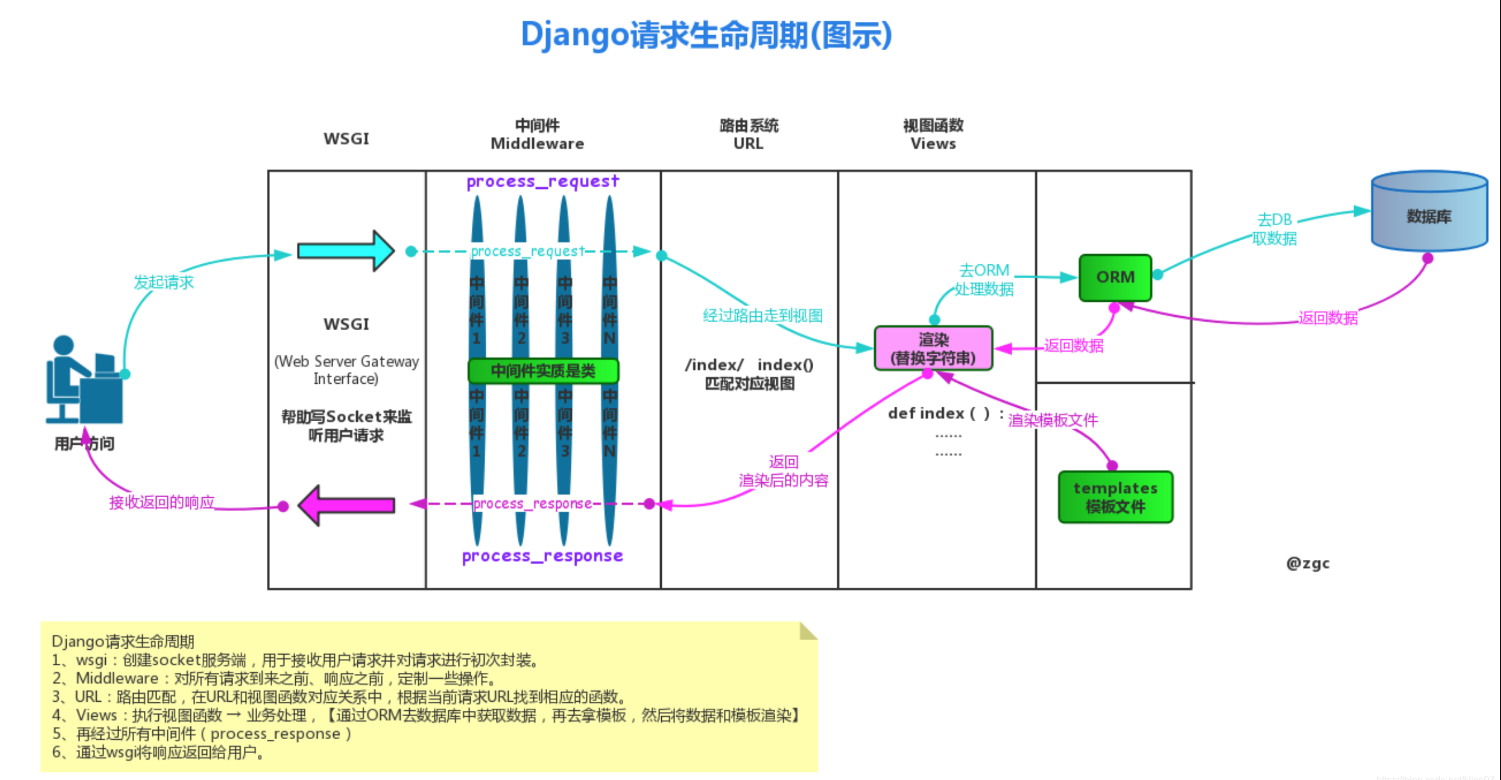 Django请求生命周期(图示)
WSGI
中间件
Middleware
路由系统
URL
视图函数
Views
process_request
process_request
发起请求
WSGI
(Web Server Gateway
Interface)
帮助写Socket来监
听用户请求
中间件1
中间件2
中间件3
中间件N
中间件实质是类
中间件1
中间件2
中间件3
中间件N
经过路由走到视图
/index/ index()
匹配对应视图
去ORM
处理数据
ORM
去DB
取数据
数据库
返回数据
返回数据
渲染
(替换字符串)
def index ( ) :
......
......
渲染模板文件
templates
模板文件
返回
渲染后的内容
用户访问
接收返回的响应
process_response
process_response
@zgc
Django请求生命周期
1、wsgi：创建socket服务端，用于接收用户请求并对请求进行初次封装。
2、Middleware：对所有请求到来之前、响应之前，定制一些操作。
3、URL：路由匹配，在URL和视图函数对应关系中，根据当前请求URL找到相应的函数。
4、Views：执行视图函数 → 业务处理，【通过ORM去数据库中获取数据，再去拿模板，然后将数据和模板渲染】
5、再经过所有中间件（process_response）
6、通过wsgi将响应返回给用户。